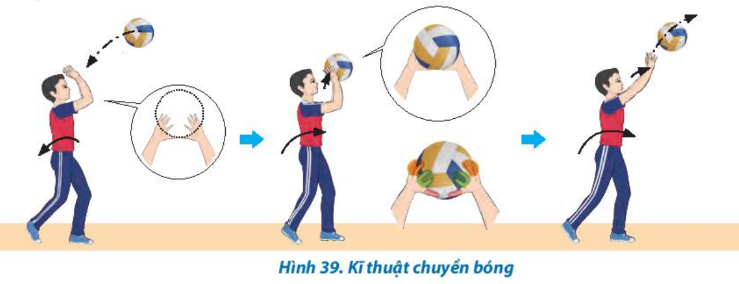 Hình 39. Kĩ thuật chuyền bóng